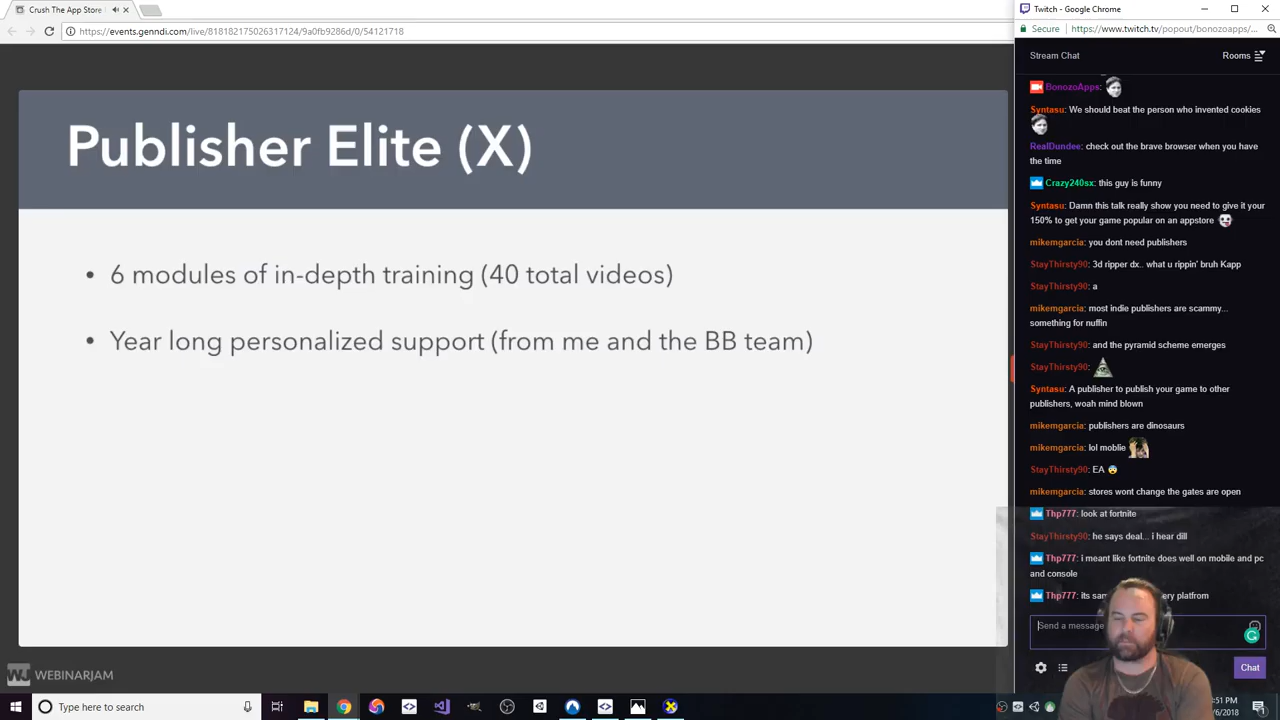 Crush The App Store
Twitch - Google Chrome
https://events.genndi.com/live/818182175026317124/9a0fb9286d/0/54121718
Secure https://www.twitch.tv/popout/bonozoapps/...
Stream Chat
Rooms
BonozoApps:
Syntasu: We should beat the person who invented cookies
RealDundee: check out the brave browser when you have
the time
Crazy240sx: this guy is funny
Syntasu: Damn this talk really show you need to give it your
150% to get your game popular on an appstore
mikemgarcia: you dont need publishers
StayThirsty90: 3d ripper dx.. what u rippin' bruh Kapp
StayThirsty90: a
mikemgarcia: most indie publishers are scammy...
something for nuffin
StayThirsty90: and the pyramid scheme emerges
StayThirsty90:
Syntasu: A publisher to publish your game to other
publishers, woah mind blown
mikemgarcia: publishers are dinosaurs
mikemgarcia: lol moblie
StayThirsty90: EA
mikemgarcia: stores wont change the gates are open
Thp777: look at fortnite
StayThirsty90: he says deal... i hear dill
Thp777: i meant like fortnite does well on mobile and pc
and console
Thp777: its platfrom
Send a message
Chat
Publisher Elite (X)
• 6 modules of in-depth training (40 total videos)
• Year long personalized support (from me and the BB team)
WJ WEBINARJAM
Type here to search
:51 PM
/6/2018